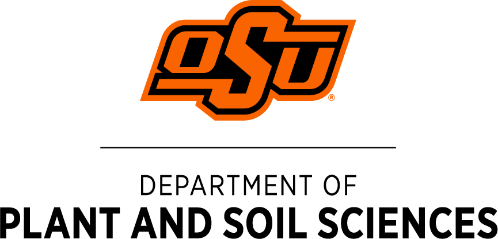 OSU®
DEPARTMENT OF
PLANT AND SOIL SCIENCES